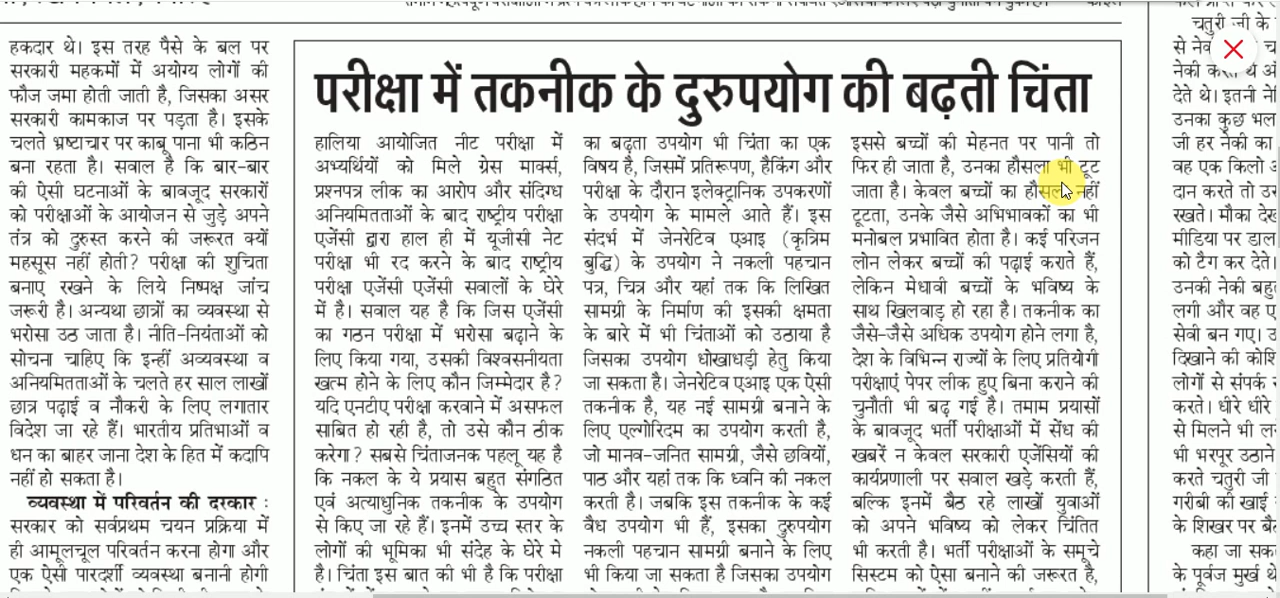 हकदार थे। इस तरह पैसे के बल पर
सरकारी महकमों में अयोग्य लोगों की
फौज जमा होती जाती है, जिसका असर
सरकारी कामकाज पर पड़ता है। इसके
चलते भ्रष्टाचार पर काबू पाना भी कठिन
बना रहता है। सवाल है कि बार-बार
की ऐसी घटनाओं के बावजूद सरकारों
को परीक्षाओं के आयोजन से जुड़े अपने
तंत्र को दुरुस्त करने की जरूरत क्यों
महसूस नहीं होती? परीक्षा की शुचिता
बनाए रखने के लिये निष्पक्ष जांच
जरूरी है। अन्यथा छात्रों का व्यवस्था से
भरोसा उठ जाता है। नीति-नियंताओं को
सोचना चाहिए कि इन्हीं अव्यवस्था व
अनियमितताओं के चलते हर साल लाखों
छात्र पढ़ाई व नौकरी के लिए लगातार
विदेश जा रहे हैं। भारतीय प्रतिभाओं व
धन का बाहर जाना देश के हित में कदापि
नहीं हो सकता है।
व्यवस्था में परिवर्तन की दरकार :
सरकार को सर्वप्रथम चयन प्रक्रिया में
ही आमूलचूल परिवर्तन करना होगा और
एक ऐसी पारदर्शी व्यवस्था बनानी होगी
परीक्षा में तकनीक के दुरुपयोग की बढ़ती चिंता
हालिया आयोजित नीट परीक्षा में
अभ्यर्थियों को मिले ग्रेस मार्क्स,
प्रश्नपत्र लीक का आरोप और संदिग्ध
अनियमितताओं के बाद राष्ट्रीय परीक्षा
एजेंसी द्वारा हाल ही में यूजीसी नेट
परीक्षा भी रद करने के बाद राष्ट्रीय
परीक्षा एजेंसी एजेंसी सवालों के घेरे
में है। सवाल यह है कि जिस एजेंसी
का गठन परीक्षा में भरोसा बढ़ाने के
लिए किया गया, उसकी विश्वसनीयता
खत्म होने के लिए कौन जिम्मेदार है?
यदि एनटीए परीक्षा करवाने में असफल
साबित हो रही है, तो उसे कौन ठीक
करेगा? सबसे चिंताजनक पहलू यह है
कि नकल के ये प्रयास बहुत संगठित
एवं अत्याधुनिक तकनीक के उपयोग
से किए जा रहे हैं। इनमें उच्च स्तर के
लोगों की भूमिका भी संदेह के घेरे मे
है। चिंता इस बात की भी है कि परीक्षा
का बढ़ता उपयोग भी चिंता का एक
विषय है, जिसमें प्रतिरूपण, हैकिंग और
परीक्षा के दौरान इलेक्ट्रानिक उपकरणों
के उपयोग के मामले आते हैं। इस
संदर्भ में जेनरेटिव एआइ (कृत्रिम
बुद्धि) के उपयोग ने नकली पहचान
पत्र, चित्र और यहां तक कि लिखित
सामग्री के निर्माण की इसकी क्षमता
के बारे में भी चिंताओं को उठाया है
जिसका उपयोग धोखाधड़ी हेतु किया
जा सकता है। जेनरेटिव एआइ एक ऐसी
तकनीक है, यह नई सामग्री बनाने के
लिए एल्गोरिदम का उपयोग करती है,
जो मानव-जनित सामग्री, जैसे छवियों,
पाठ और यहां तक कि ध्वनि की नकल
करती है। जबकि इस तकनीक के कई
वैध उपयोग भी हैं, इसका दुरुपयोग
नकली पहचान सामग्री बनाने के लिए
भी किया जा सकता है जिसका उपयोग
इससे बच्चों की मेहनत पर पानी तो
फिर ही जाता है, उनका हौसला भी टूट
जाता है। केवल बच्चों का हौसला नहीं
टूटता, उनके जैसे अभिभावकों का भी
मनोबल प्रभावित होता है। कई परिजन
लोन लेकर बच्चों की पढ़ाई कराते हैं,
लेकिन मेधावी बच्चों के भविष्य के
साथ खिलवाड़ हो रहा है। तकनीक का
जैसे-जैसे अधिक उपयोग होने लगा है,
देश के विभिन्न राज्यों के लिए प्रतियोगी
परीक्षाएं पेपर लीक हुए बिना कराने की
चुनौती भी बढ़ गई है। तमाम प्रयासों
के बावजूद भर्ती परीक्षाओं में सेंध की
खबरें न केवल सरकारी एजेंसियों की
कार्यप्रणाली पर सवाल खड़े करती हैं,
बल्कि इनमें बैठ रहे लाखों युवाओं
को अपने भविष्य को लेकर चिंतित
भी करती है। भर्ती परीक्षाओं के समूचे
सिस्टम को ऐसा बनाने की जरूरत है,
चतुरी जी के
से
नेकी करते थे
देते थे। इतनी
उनका कुछ
जी हर नेकी का
वह एक किलो
दान करते तो
रखते। मौका
मीडिया पर डाल
को टैग कर देते।
उनकी नेकी
लगी और वह
सेवी बन गए।
दिखाने की
लोगों से संपर्क
करते। धीरे धीरे
से मिलने भी
भी भरपूर उठाने
करते चतुरी जी
गरीबी की खाई
के शिखर पर
कहा जा
के पूर्वज मुर्ख